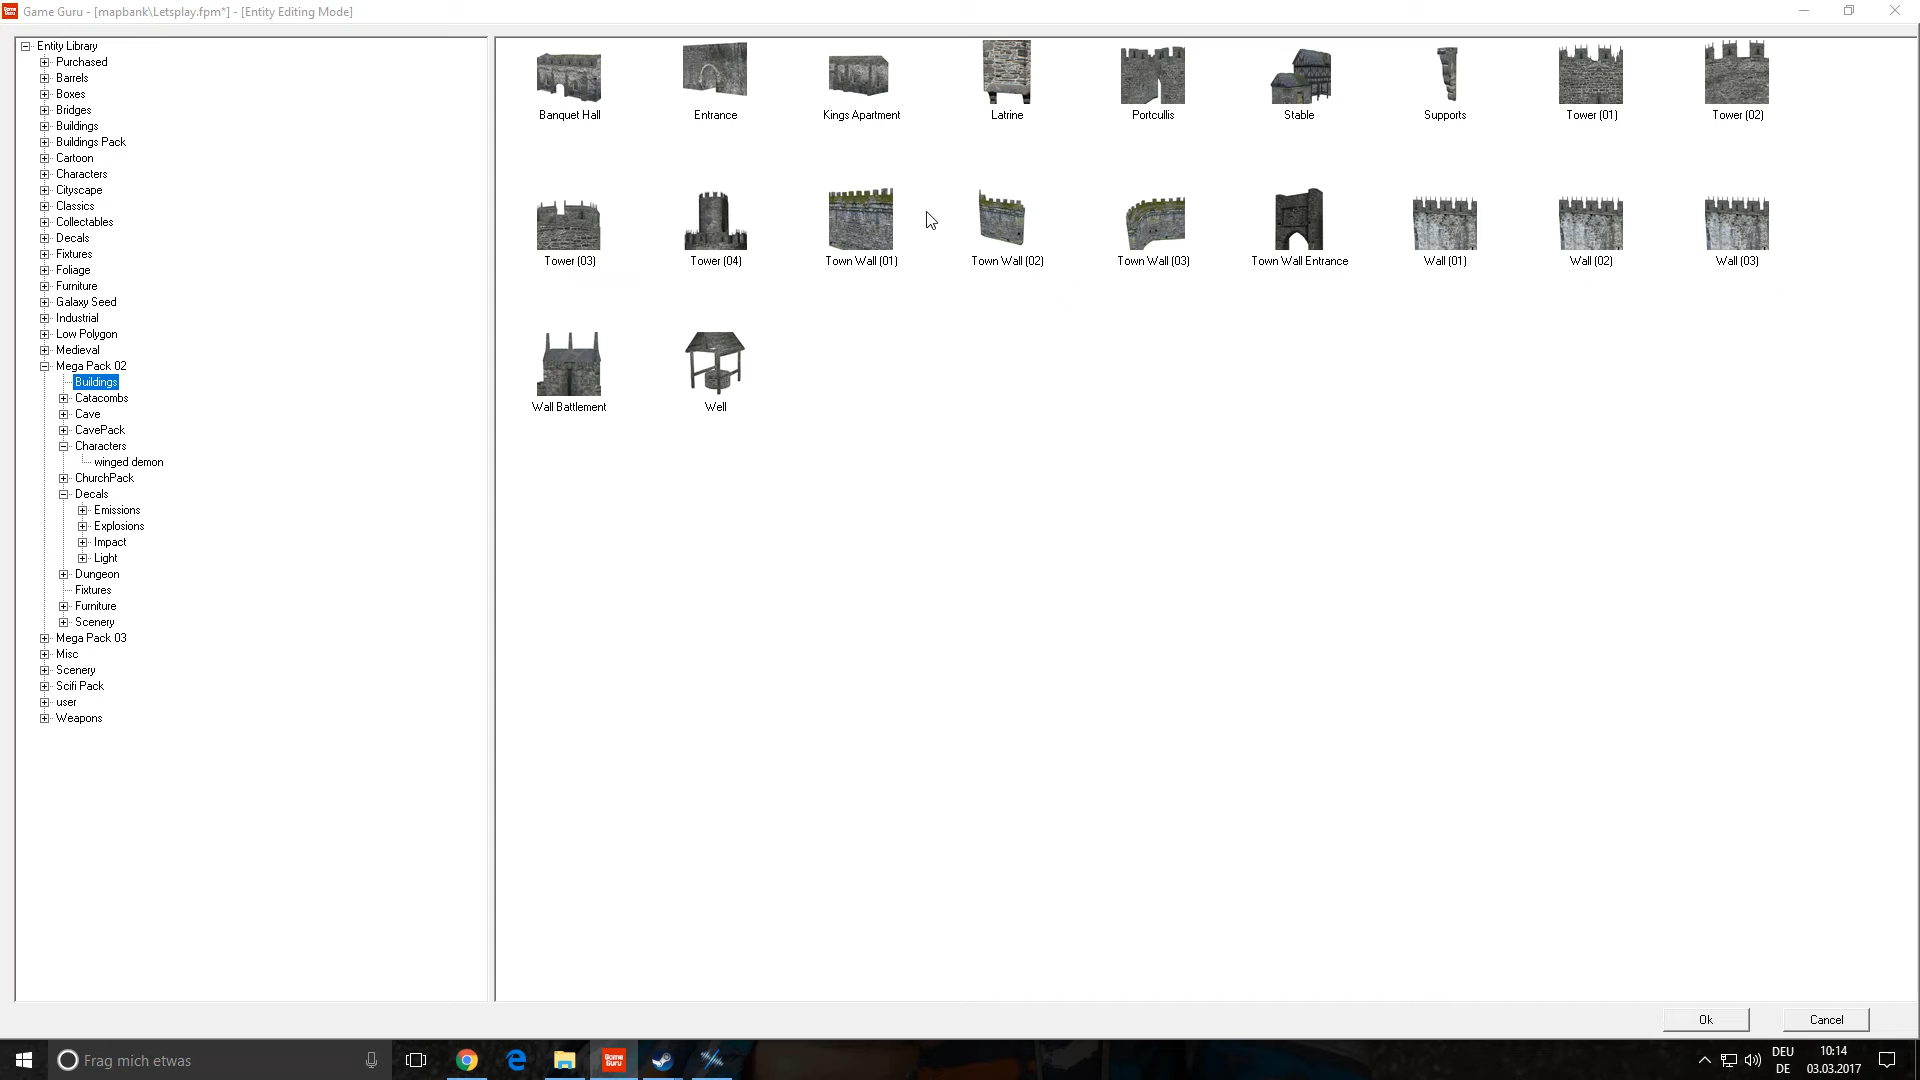 Game Guru - [mapbank\Letsplay.fpm*] - [Entity Editing Mode]
Entity Library
Purchased
Barrels
Boxes
Bridges
Buildings
Buildings Pack
Cartoon
Characters
Cityscape
Classics
Collectables
Decals
Fixtures
Foliage
Furniture
Galaxy Seed
Industrial
Low Polygon
Medieval
Mega Pack 02
Buildings
Catacombs
Cave
CavePack
Characters
winged demon
ChurchPack
Decals
Emissions
Explosions
Impact
Light
Dungeon
Fixtures
Furniture
Scenery
Mega Pack 03
Misc
Scenery
Scifi Pack
user
Weapons
Banquet Hall
Entrance
Kings Apartment
Latrine
Portcullis
Stable
Supports
Tower (01)
Tower (02)
Tower (03)
Tower (04)
Town Wall (01)
Town Wall (02)
Town Wall (03)
Town Wall Entrance
Wall (01)
Wall (02)
Wall (03)
Wall Battlement
Well
Ok
Cancel
Frag mich etwas
Game
Guru
DEU
DE
10:14
03.03.2017